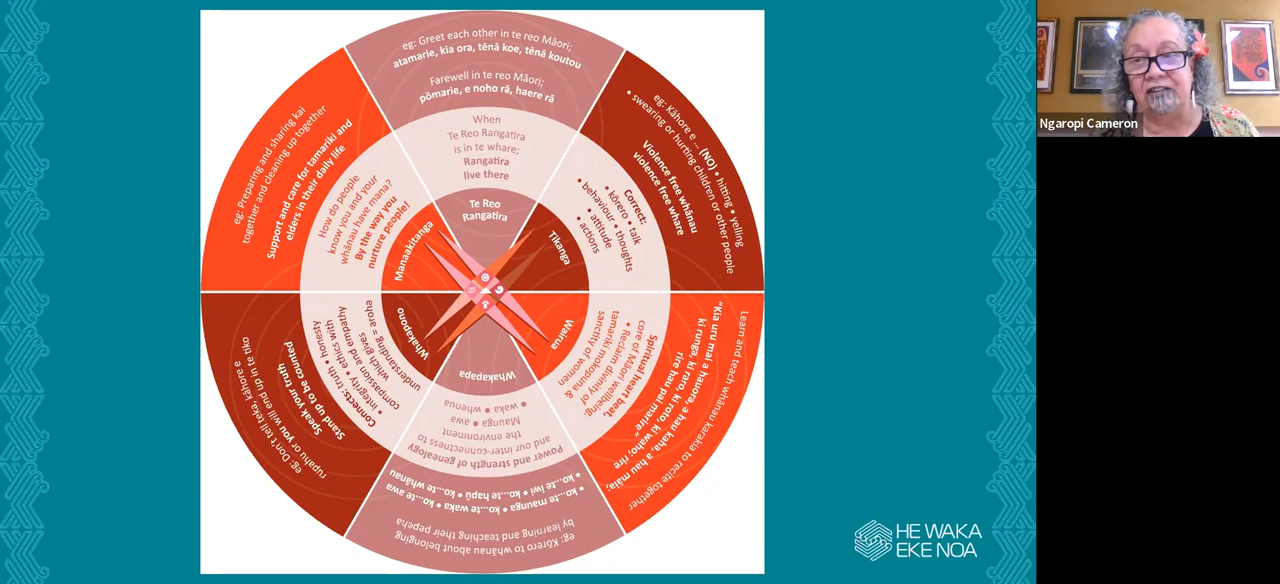 eg: Greet each other in te reo Māori;
atamarie, kia ora, tēnā koe, tēnā koutou
Farewell in te reo Māori;
pōmarie, e noho rā, haere rā
When
Te Reo Rangatira
is in te whare;
Rangatira
live there
Te Reo
Rangatira
eg: Kāhore e ... (NO) • hitting • yelling
• swearing or hurting children or other people
Violence free whānau
violence free whare
Correct:
• kōrero • talk
• behaviour • thoughts
• attitude
• actions
Tikanga
Learn and teach whānau karakia to recite together
"Kia uru mai a hauora, a hau kaha, a hau māia;
ki runga, ki raro, ki roto, ki waho, rire
rire hau pai marire"
Spiritual heart beat,
core of Māori wellbeing.
• Reclaim divinity of
tamariki mokopuna &
sanctity of women
Wairua
Whakapapa
• waka • whenua
Maunga • awa
the environment
and our inter-connectness to
Power and strength of genealogy
• ko...te iwi • ko...te hapū • ko...te whānau
• ko...te maunga • ko...te waka • ko...te awa
by learning and teaching their pepeha
eg: Kōrero to whānau about belonging
Whakapono
understanding = aroha
which gives
compassion and empathy
• integrity • ethics with
Connects: truth • honesty
Stand up to be counted
Speak your truth
rupahu or you will end up in te tiko
eg: Don't tell teka kāhore e
eg: Preparing and sharing kai
together and cleaning up together
Support and care for tamariki and
elders in their daily life
How do people
know you and your
whānau have mana?
By the way you
nurture people!
Manaakitanga
HE WAKA
EKE NOA
Ngaropi Cameron